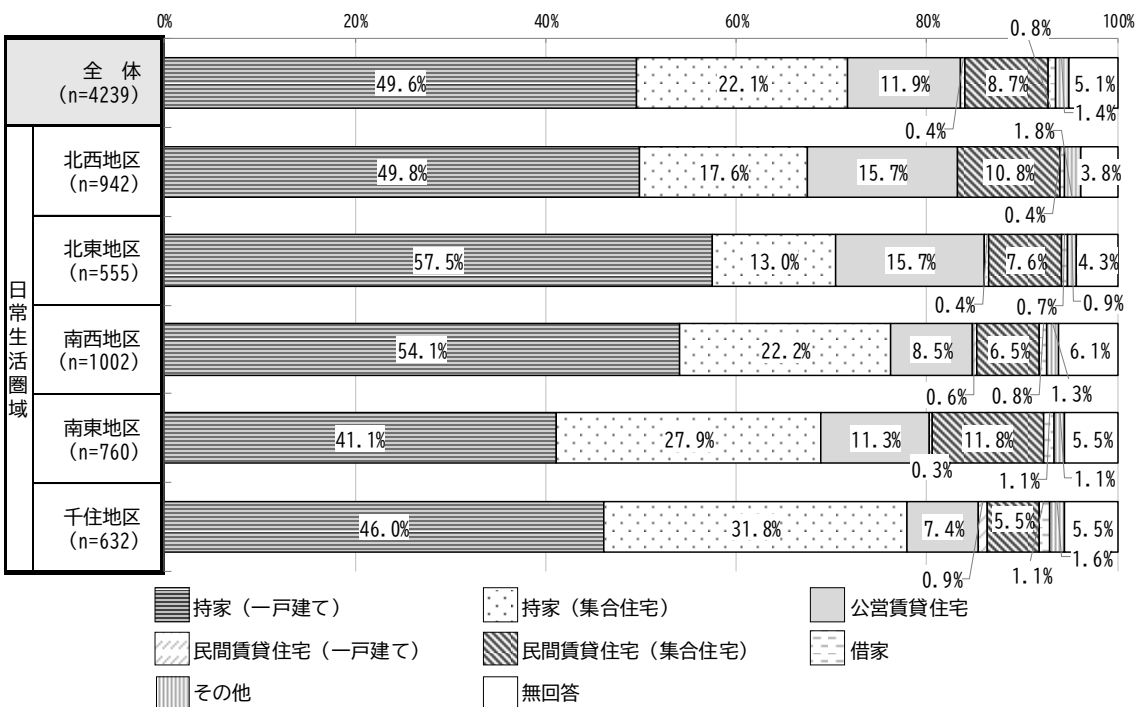 0% 20% 40% 60% 80% 100%
0.8%
全 体
(n=4239)
49.6% 22.1% 11.9% 8.7% 5.1%
0.4% 1.4%
日常生活圏域
北西地区
(n=942)
1.8%
49.8% 17.6% 15.7% 10.8% 3.8%
0.4%
北東地区
(n=555)
57.5% 13.0% 15.7% 7.6% 4.3%
0.4% 0.7% 0.9%
南西地区
(n=1002)
54.1% 22.2% 8.5% 6.5% 6.1%
0.6% 0.8% 1.3%
南東地区
(n=760)
41.1% 27.9% 11.3% 11.8% 5.5%
0.3% 1.1% 1.1%
千住地区
(n=632)
46.0% 31.8% 7.4% 5.5% 5.5%
0.9% 1.1% 1.6%
持家（一戸建て） 持家（集合住宅） 公営賃貸住宅
民間賃貸住宅（一戸建て） 民間賃貸住宅（集合住宅） 借家
その他 無回答